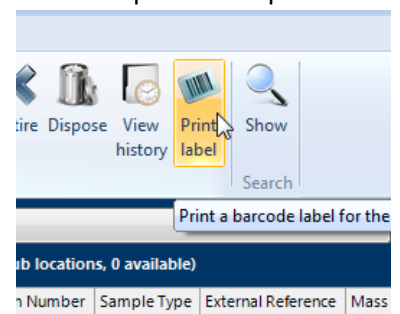 tire Dispose View history Print label Show
Search
Print a barcode label for the
ub locations, 0 available)
n Number Sample Type External Reference Mass